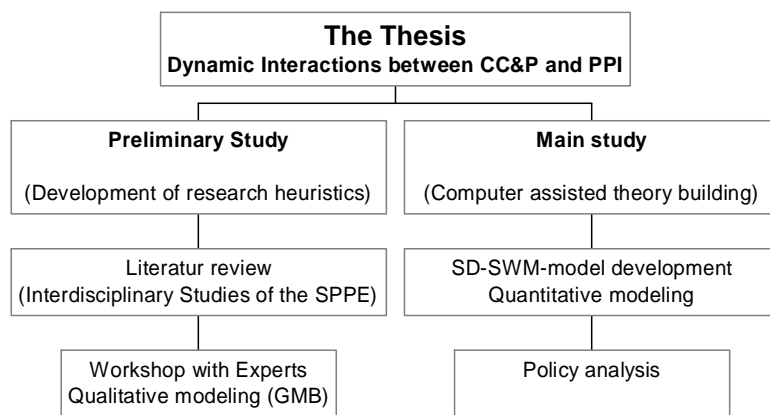 The Thesis
Dynamic Interactions between CC&P and PPI
Preliminary Study
(Development of research heuristics)
Main study
(Computer assisted theory building)
Literatur review
(Interdisciplinary Studies of the SPPE)
SD-SWM-model development
Quantitative modeling
Workshop with Experts
Qualitative modeling (GMB)
Policy analysis